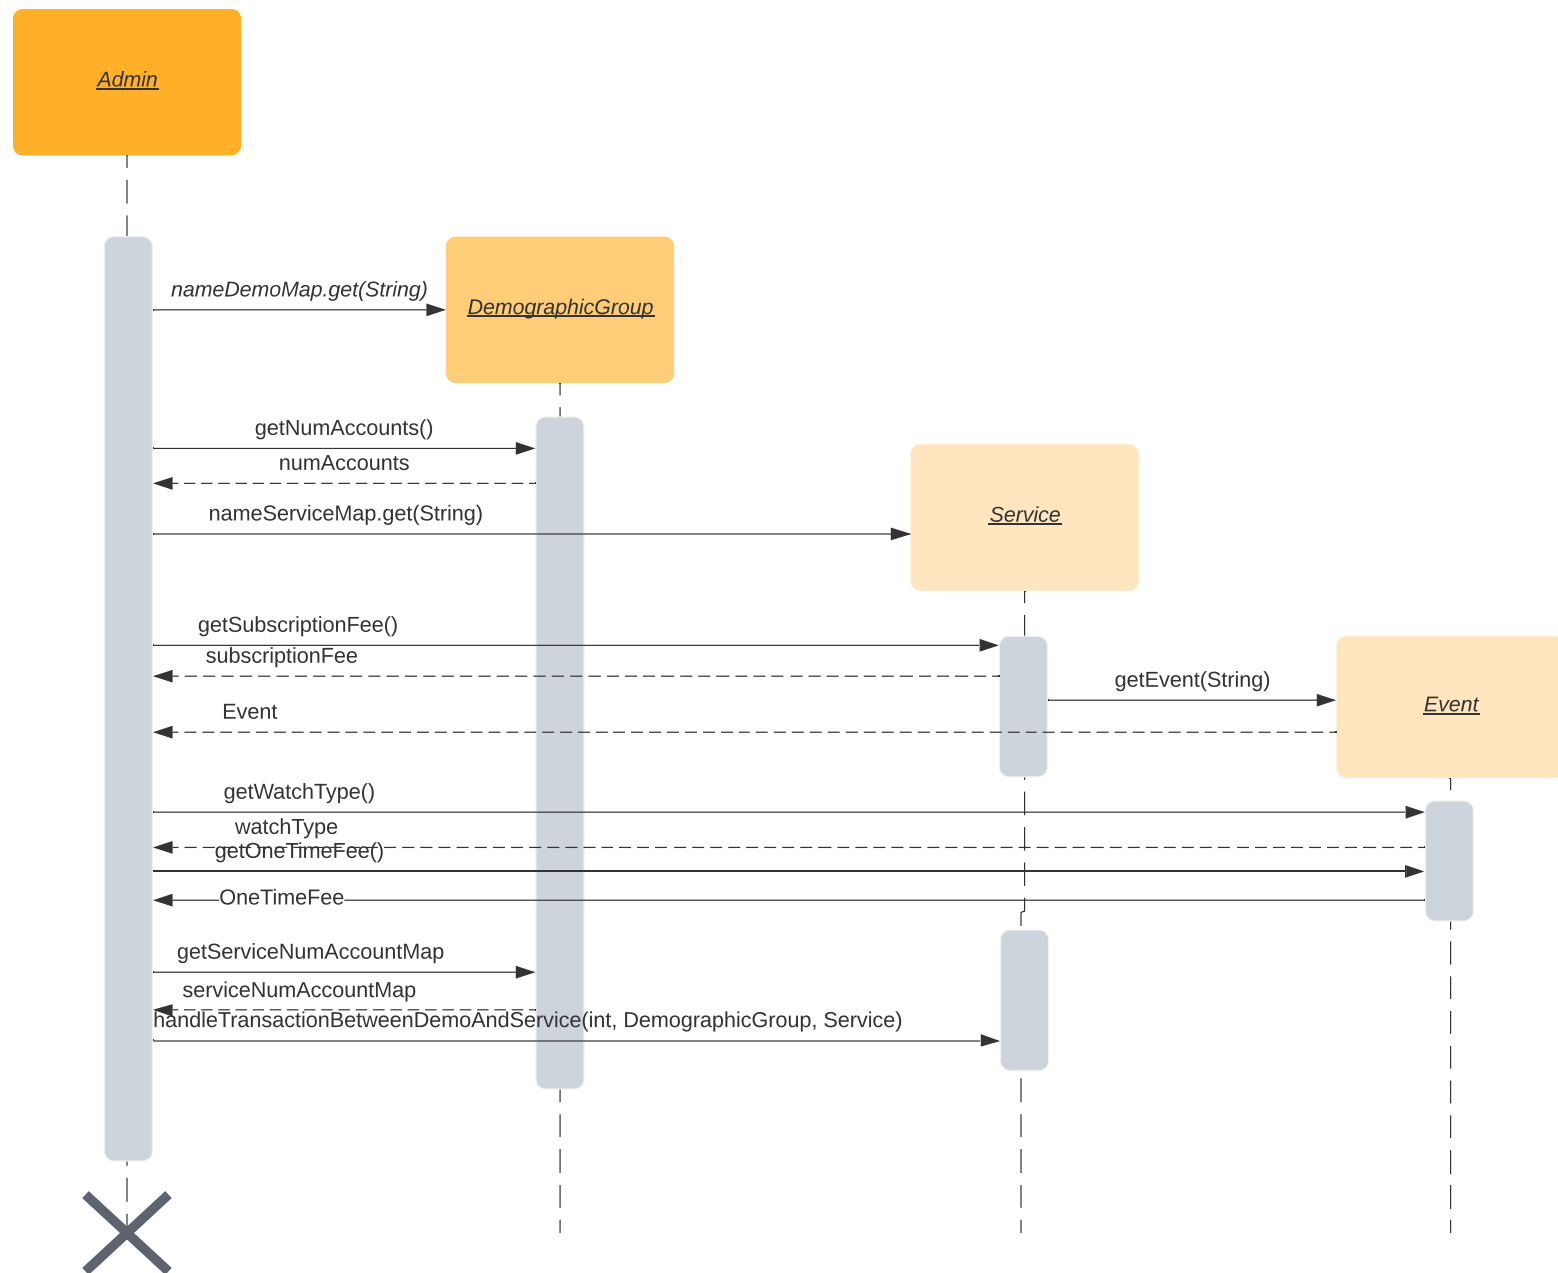 Admin
nameDemoMap.get(String)
DemographicGroup
getNumAccounts()
numAccounts
nameServiceMap.get(String)
Service
getSubscriptionFee()
subscriptionFee
getEvent(String)
Event
Event
getWatchType()
watchType
getOneTimeFee()
OneTimeFee
getServiceNumAccountMap
serviceNumAccountMap
handleTransactionBetweenDemoAndService(int, DemographicGroup, Service)